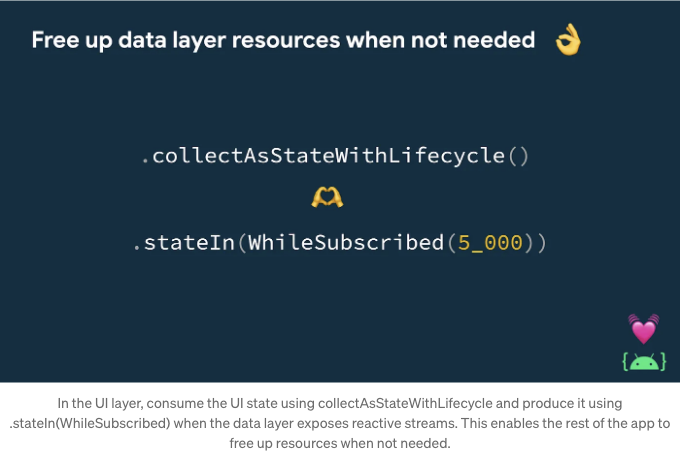 Free up data layer resources when not needed 👌
.collectAsStateWithLifecycle()
🫶
.stateIn(WhileSubscribed(5_000))
{ }
In the UI layer, consume the UI state using collectAsStateWithLifecycle and produce it using
.stateIn(WhileSubscribed) when the data layer exposes reactive streams. This enables the rest of the app to
free up resources when not needed.